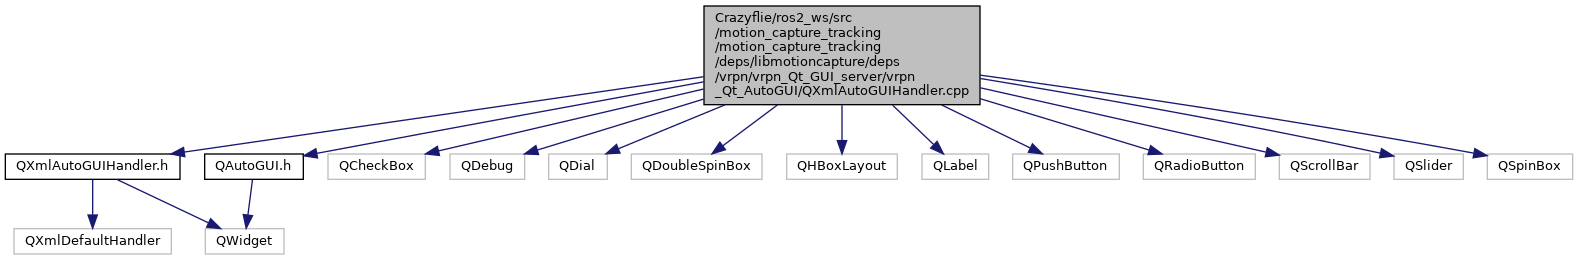 Crazyflie/ros2_ws/src
/motion_capture_tracking
/motion_capture_tracking
/deps/libmotioncapture/deps
/vrpn/vrpn_Qt_GUI_server/vrpn
_Qt_AutoGUI/QXmlAutoGUIHandler.cpp
QXmlAutoGUIHandler.h
QAutoGUI.h
QCheckBox
QDebug
QDial
QDoubleSpinBox
QHBoxLayout
QLabel
QPushButton
QRadioButton
QScrollBar
QSlider
QSpinBox
QXmlDefaultHandler
QWidget